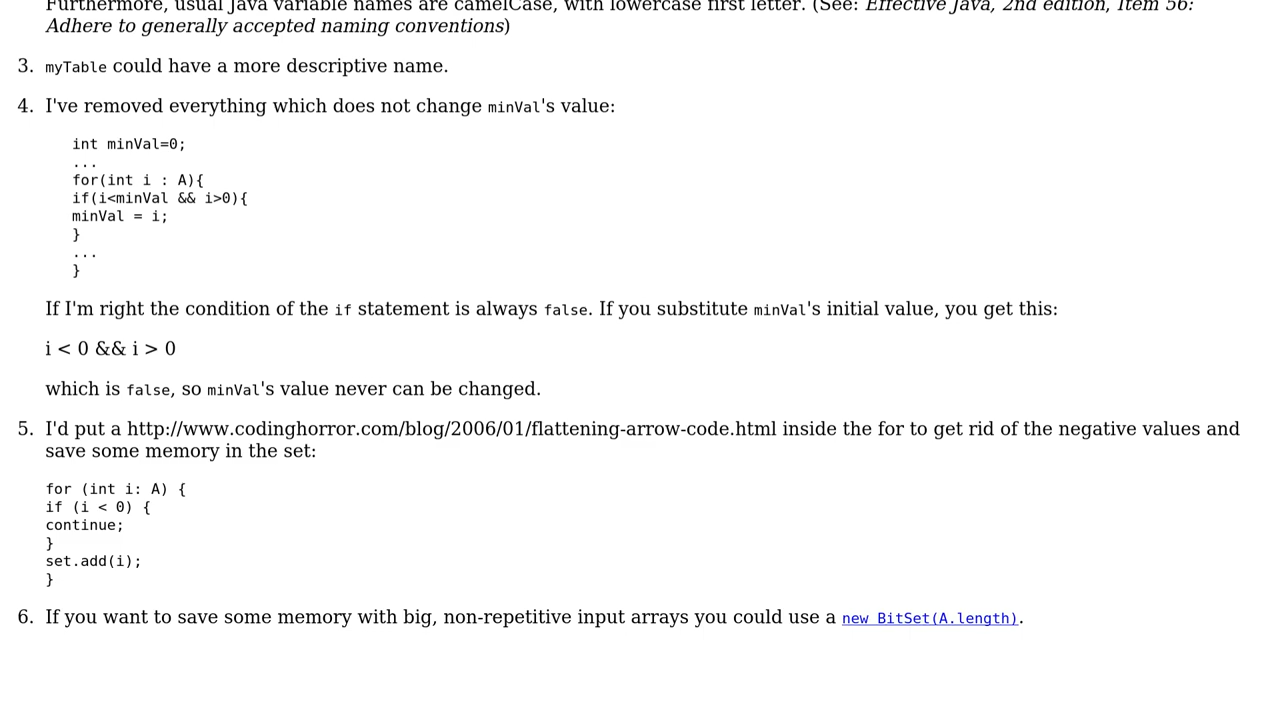 Furthermore, usual Java variable names are camelCase, with lowercase first letter. (See: Effective Java, 2nd edition, Item 56:
Adhere to generally accepted naming conventions)
3. myTable could have a more descriptive name.
4. I've removed everything which does not change minVal's value:
int minVal=0;
...
for(int i : A){
if(i<minVal && i>0){
minVal = i;
}
...
}
If I'm right the condition of the if statement is always false. If you substitute minVal's initial value, you get this:
i < 0 && i > 0
which is false, so minVal's value never can be changed.
5. I'd put a http://www.codinghorror.com/blog/2006/01/flattening-arrow-code.html inside the for to get rid of the negative values and
save some memory in the set:
for (int i: A) {
if (i < 0) {
continue;
}
set.add(i);
}
6. If you want to save some memory with big, non-repetitive input arrays you could use a new BitSet(A.length).